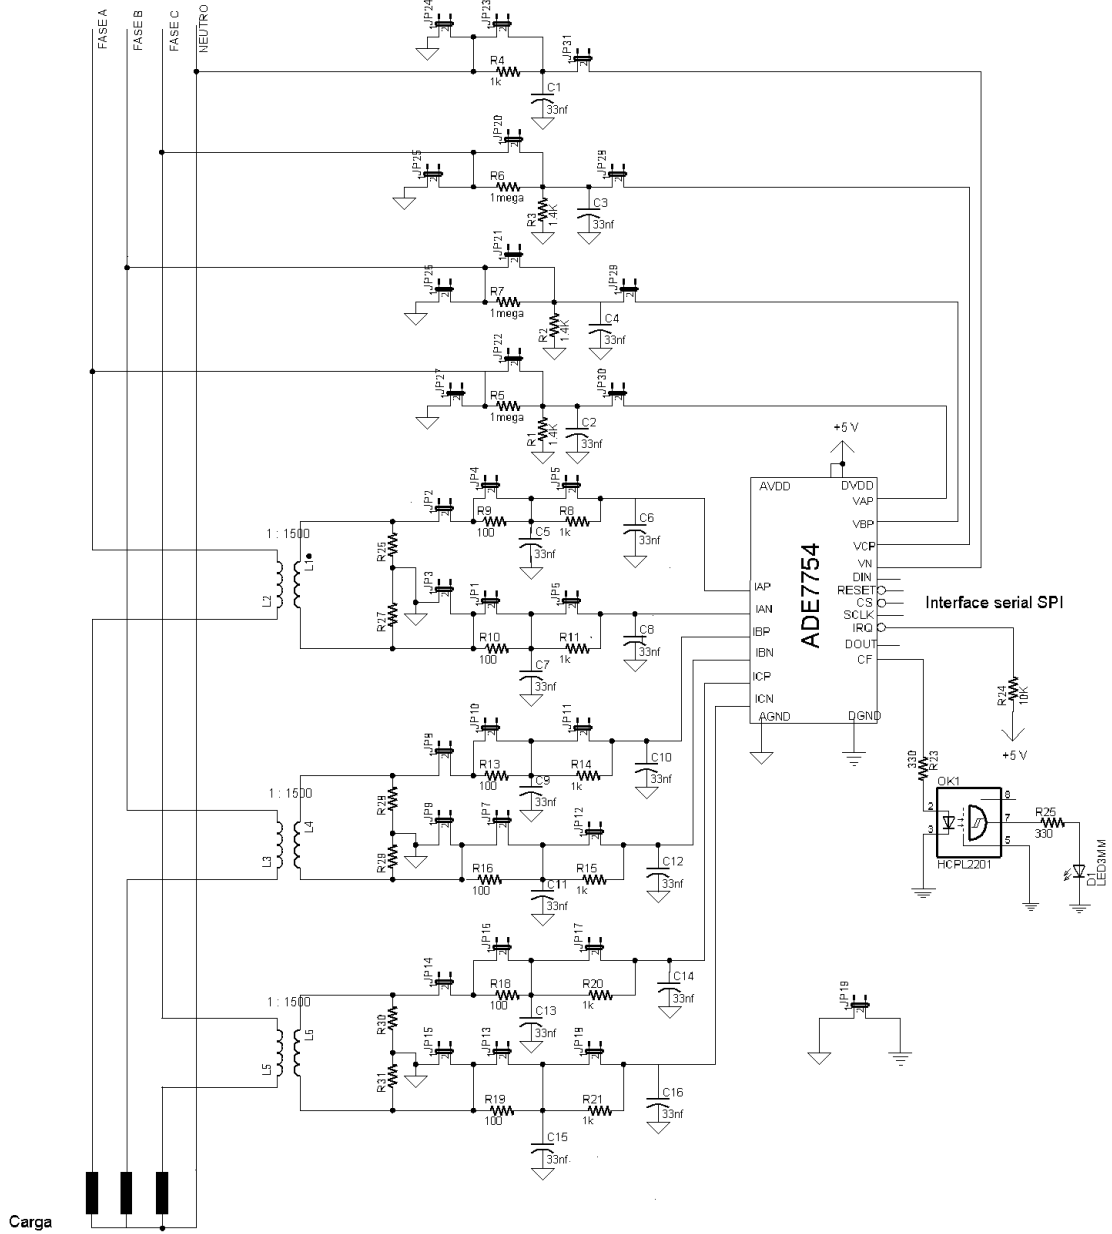 FASE A
FASE B
FASE C
NEUTRO
JP24
JP23
JP31
R4
1k
C1
33nf
JP20
JP25
JP28
R6
1mega
R3
1.4K
C3
33nf
JP21
JP29
R7
1mega
R2
1.4K
C4
33nf
JP22
JP27
JP30
R5
1mega
R1
1.4K
C2
33nf
+5 V
JP4
JP5
JP2
R9
100
R8
1k
C6
33nf
C5
33nf
1 : 1500
L1
L2
R26
R27
JP3
JP1
JP6
R10
100
R11
1k
C8
33nf
C7
33nf
AVDD
DVDD
VAP
VBP
VCP
VN
DIN
RESET
CS
SCLK
IRQ
DOUT
CF
IAP
IAN
IBP
IBN
ICP
ICN
AGND
DGND
ADE7754
Interface serial SPI
R24
10K
+5 V
330
R23
OK1
2
3
8
7
5
HCPL2201
R25
330
D1
LED3MM
JP10
JP11
R13
100
R14
1k
C10
33nf
C9
33nf
1 : 1500
L3
L4
R28
R29
JP7
JP12
R16
100
R15
1k
C12
33nf
C11
33nf
JP16
JP17
JP14
R18
100
R20
1k
C14
33nf
C13
33nf
1 : 1500
L5
L6
R30
R31
JP15
JP13
JP18
R19
100
R21
1k
C16
33nf
C15
33nf
JP19
Carga